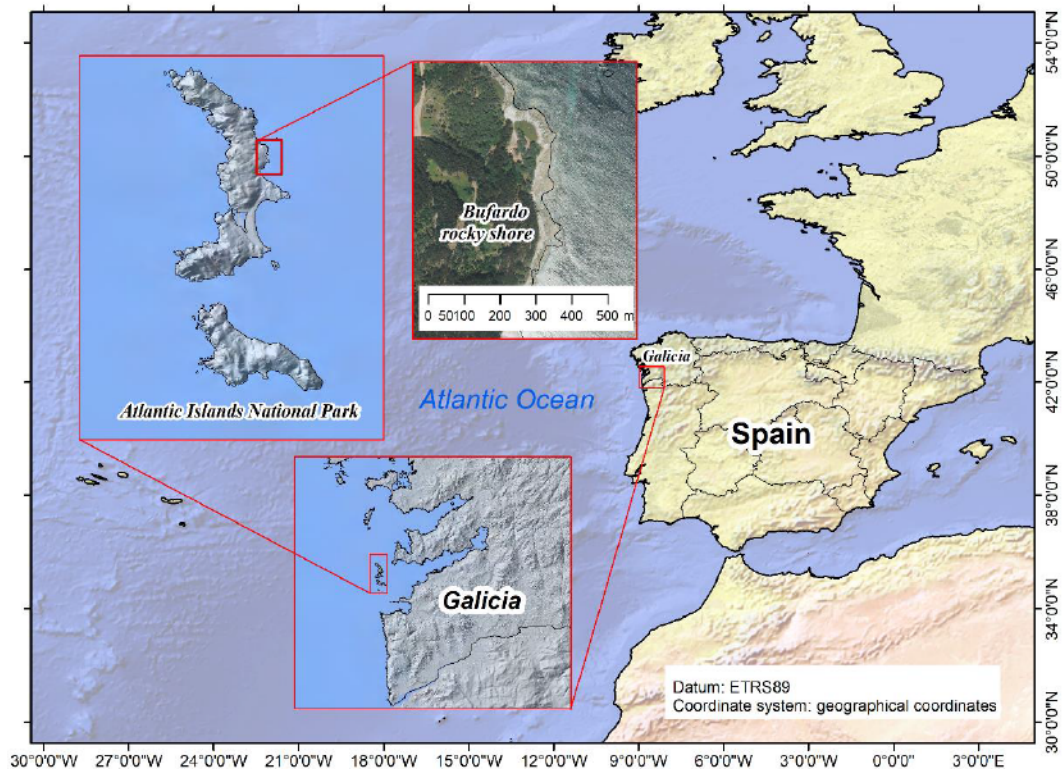 Bufardo
rocky shore
0 50100 200 300 400 500 m
Atlantic Islands National Park
Atlantic Ocean
Galicia
Spain
Galicia
Datum: ETRS89
Coordinate system: geographical coordinates
54°0'0"N
50°0'0"N
46°0'0"N
42°0'0"N
38°0'0"N
34°0'0"N
30°0'0"N
30°0'0"W 27°0'0"W 24°0'0"W 21°0'0"W 18°0'0"W 15°0'0"W 12°0'0"W 9°0'0"W 6°0'0"W 3°0'0"W 0°0'0" 3°0'0"E